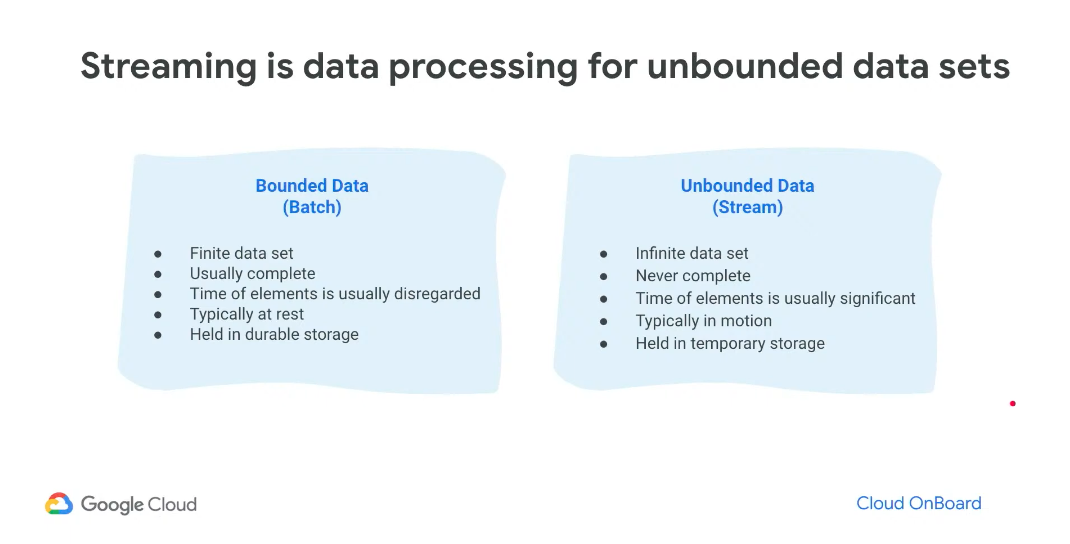 Streaming is data processing for unbounded data sets
Bounded Data
(Batch)
● Finite data set
● Usually complete
● Time of elements is usually disregarded
● Typically at rest
● Held in durable storage
Unbounded Data
(Stream)
● Infinite data set
● Never complete
● Time of elements is usually significant
● Typically in motion
● Held in temporary storage
Google Cloud
Cloud OnBoard